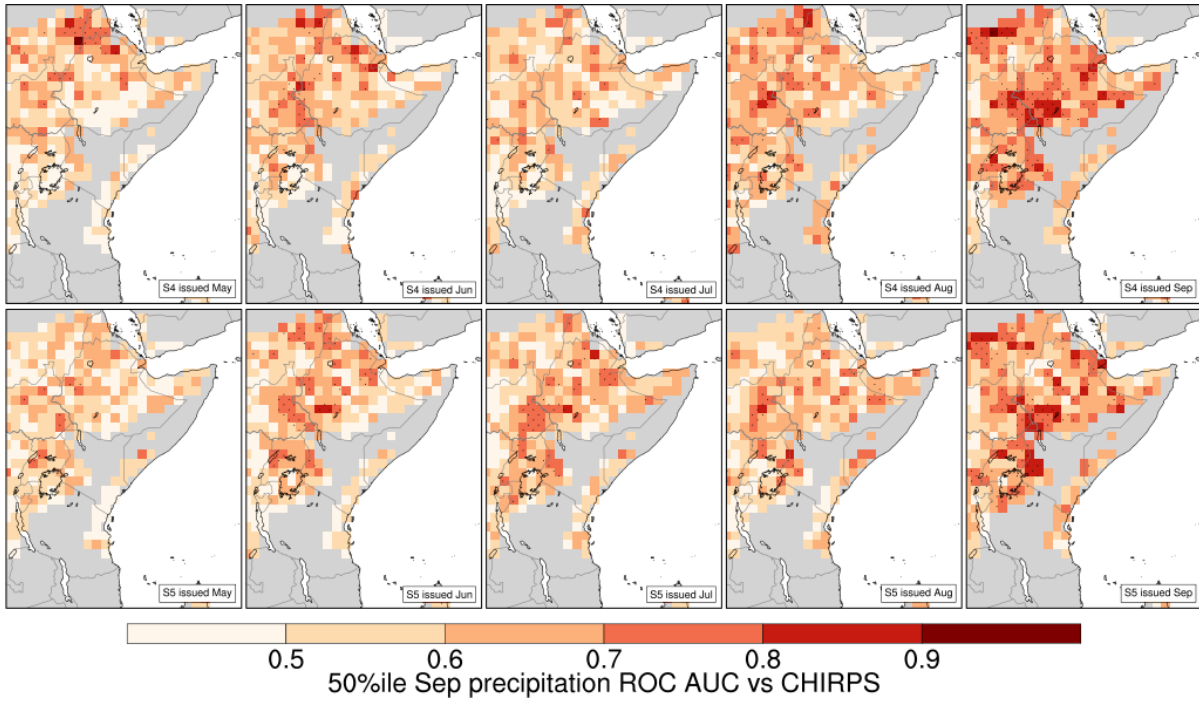 S4 issued May
S4 issued Jun
S4 issued Jul
S4 issued Aug
S4 issued Sep
S5 issued May
S5 issued Jun
S5 issued Jul
S5 issued Aug
S5 issued Sep
0.5 0.6 0.7 0.8 0.9
50%ile Sep precipitation ROC AUC vs CHIRPS